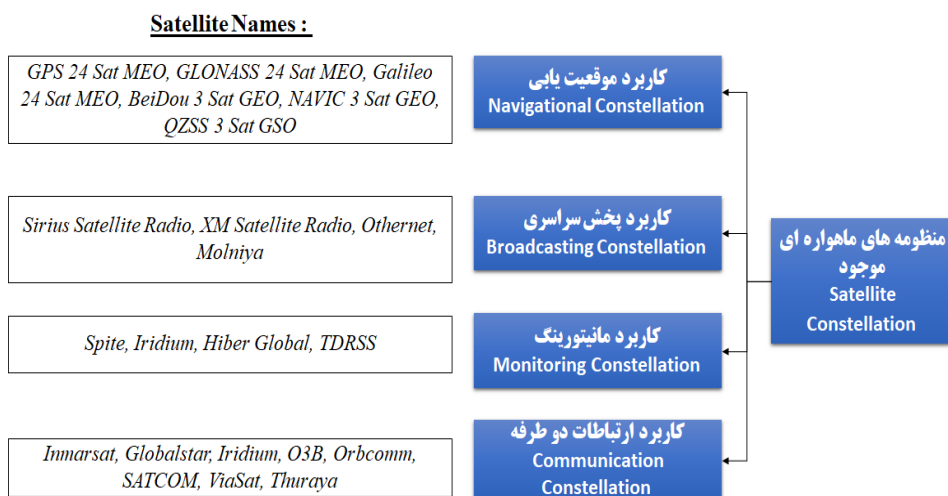 Satellite Names :
GPS 24 Sat MEO, GLONASS 24 Sat MEO, Galileo
24 Sat MEO, BeiDou 3 Sat GEO, NAVIC 3 Sat GEO,
QZSS 3 Sat GSO
کاربرد موقعیت یابی
Navigational Constellation
Sirius Satellite Radio, XM Satellite Radio, Othernet,
Molniya
کاربرد پخش سراسری
Broadcasting Constellation
منظومه های ماهواره ای
موجود
Satellite
Constellation
Spite, Iridium, Hiber Global, TDRSS
کاربرد مانیتورینگ
Monitoring Constellation
Inmarsat, Globalstar, Iridium, O3B, Orbcomm,
SATCOM, ViaSat, Thuraya
کاربرد ارتباطات دو طرفه
Communication
Constellation